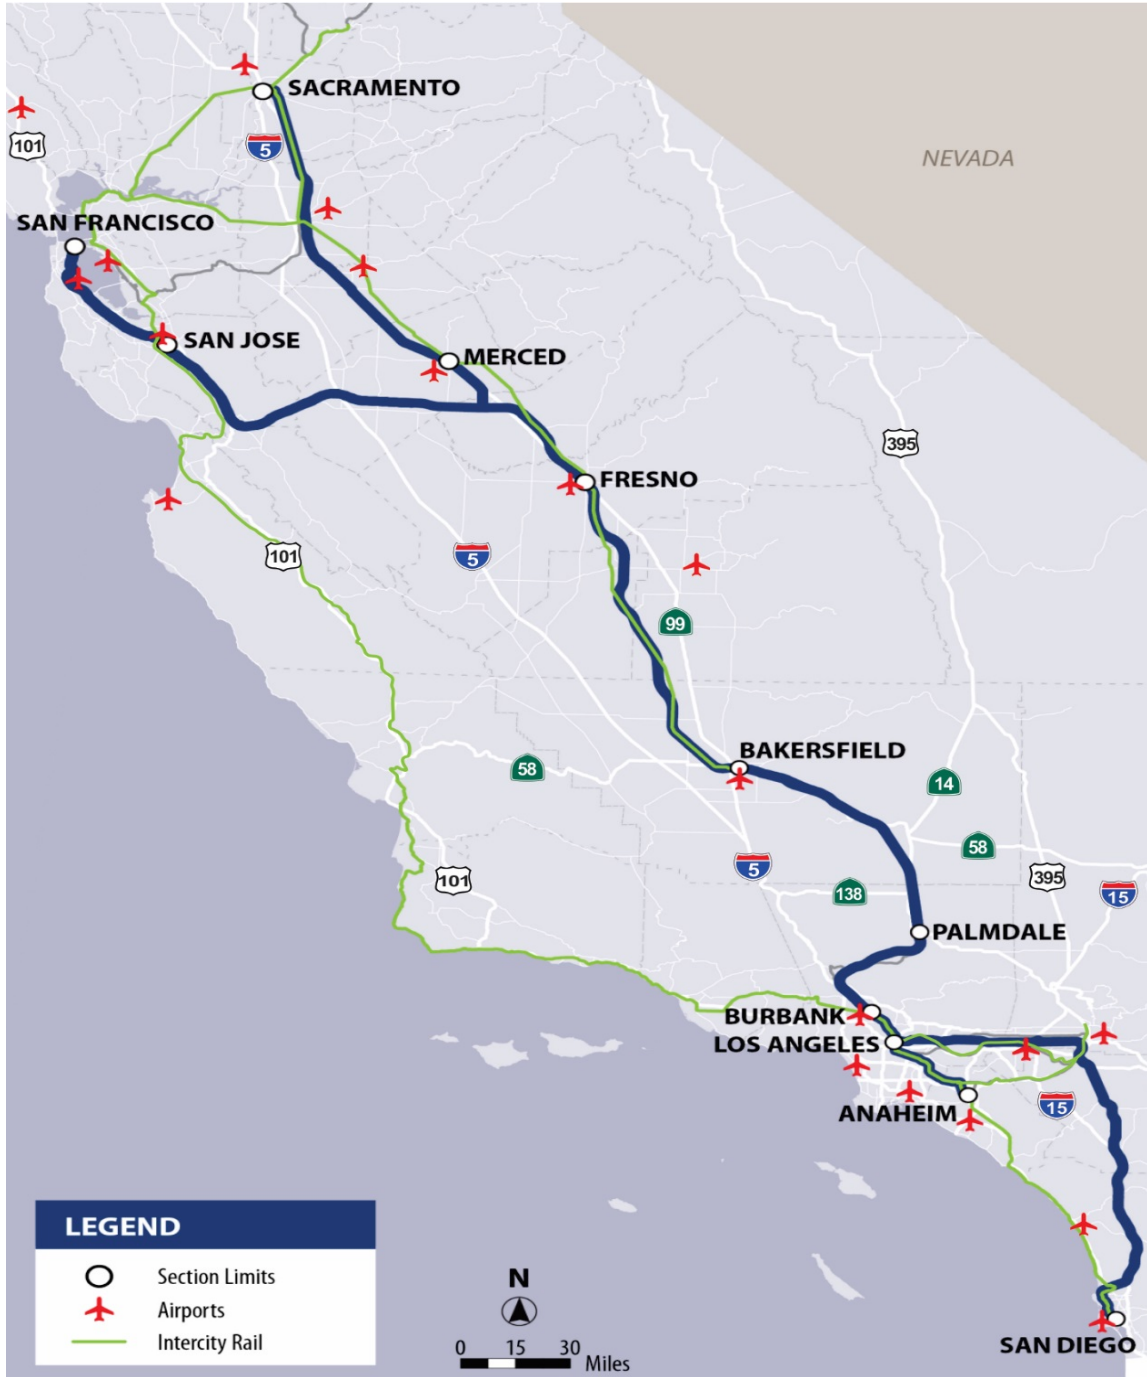 SACRAMENTO
101
5
NEVADA
SAN FRANCISCO
SAN JOSE
MERCED
395
FRESNO
101
5
99
BAKERSFIELD
58
14
58
5
101
138
395
15
PALMDALE
BURBANK
LOS ANGELES
ANAHEIM
15
SAN DIEGO
LEGEND
Section Limits
Airports
Intercity Rail
N
0 15 30
Miles